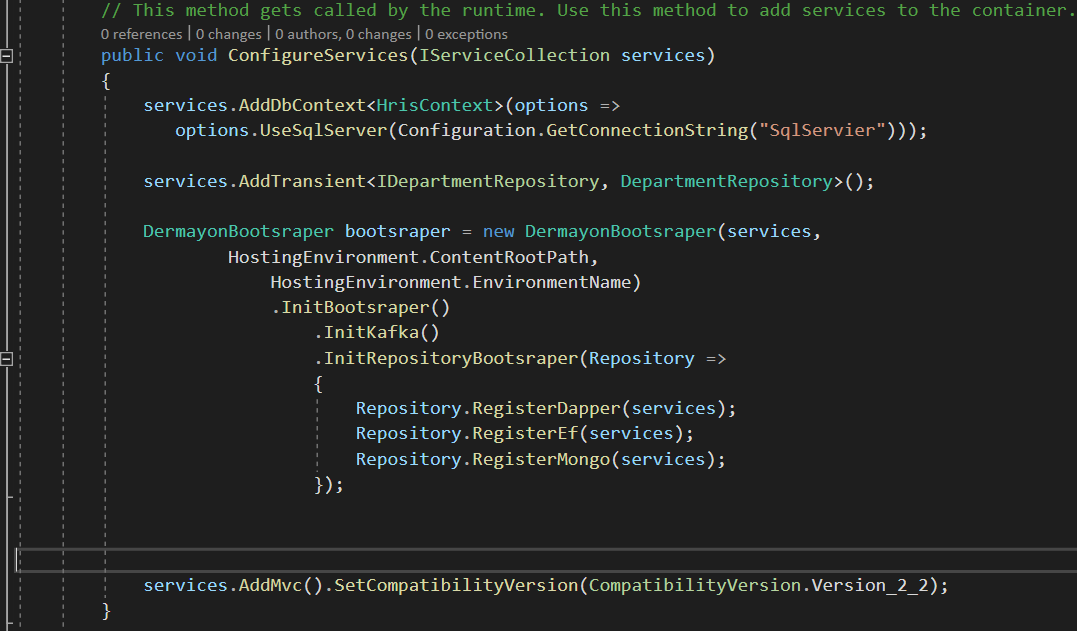 // This method gets called by the runtime. Use this method to add services to the container.
0 references | 0 changes | 0 authors, 0 changes | 0 exceptions
public void ConfigureServices(IServiceCollection services)
{
services.AddDbContext<HrisContext>(options =>
options.UseSqlServer(Configuration.GetConnectionString("SqlServier")));
services.AddTransient<IDepartmentRepository, DepartmentRepository>();
DermayonBootsraper bootsraper = new DermayonBootsraper(services,
HostingEnvironment.ContentRootPath,
HostingEnvironment.EnvironmentName)
.InitBootsraper()
.InitKafka()
.InitRepositoryBootsraper(Repository =>
{
Repository.RegisterDapper(services);
Repository.RegisterEf(services);
Repository.RegisterMongo(services);
});
services.AddMvc().SetCompatibilityVersion(CompatibilityVersion.Version_2_2);
}